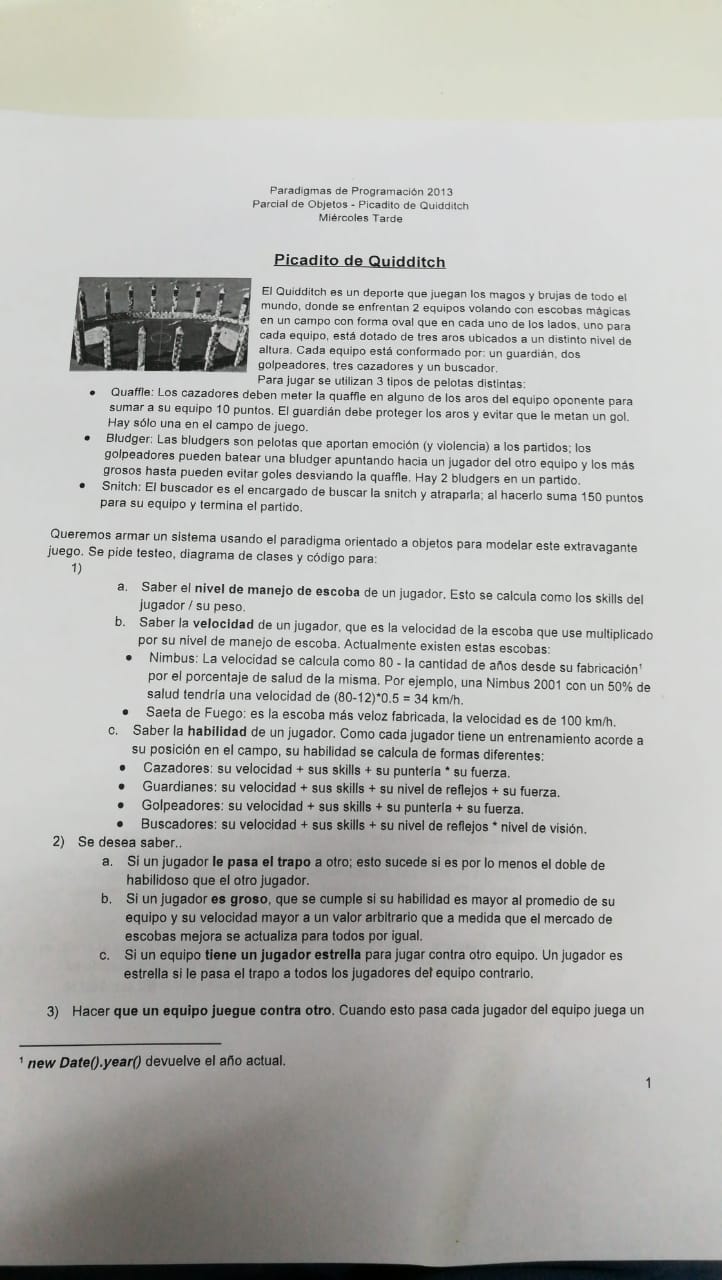 Paradigmas de Programación 2013
Parcial de Objetos - Picadito de Quidditch
Miércoles Tarde
Picadito de Quidditch
El Quidditch es un deporte que juegan los magos y brujas de todo el
mundo, donde se enfrentan 2 equipos volando con escobas mágicas
en un campo con forma oval que en cada uno de los lados, uno para
cada equipo, está dotado de tres aros ubicados a un distinto nivel de
altura. Cada equipo está conformado por: un guardián, dos
golpeadores, tres cazadores y un buscador.
Para jugar se utilizan 3 tipos de pelotas distintas:
• Quaffle: Los cazadores deben meter la quaffle en alguno de los aros del equipo oponente para
sumar a su equipo 10 puntos. El guardián debe proteger los aros y evitar que le metan un gol.
Hay sólo una en el campo de juego.
• Bludger: Las bludgers son pelotas que aportan emoción (y violencia) a los partidos; los
golpeadores pueden batear una bludger apuntando hacia un jugador del otro equipo y los más
grosos hasta pueden evitar goles desviando la quaffle. Hay 2 bludgers en un partido.
• Snitch: El buscador es el encargado de buscar la snitch y atraparla; al hacerlo suma 150 puntos
para su equipo y termina el partido.
Queremos armar un sistema usando el paradigma orientado a objetos para modelar este extravagante
juego. Se pide testeo, diagrama de clases y código para:
1)
a. Saber el nivel de manejo de escoba de un jugador. Esto se calcula como los skills del
jugador / su peso.
b. Saber la velocidad de un jugador, que es la velocidad de la escoba que use multiplicado
por su nivel de manejo de escoba. Actualmente existen estas escobas:
• Nimbus: La velocidad se calcula como 80 - la cantidad de años desde su fabricación¹
por el porcentaje de salud de la misma. Por ejemplo, una Nimbus 2001 con un 50% de
salud tendría una velocidad de (80-12)*0.5 = 34 km/h.
• Saeta de Fuego: es la escoba más veloz fabricada, la velocidad es de 100 km/h.
c. Saber la habilidad de un jugador. Como cada jugador tiene un entrenamiento acorde a
su posición en el campo, su habilidad se calcula de formas diferentes:
• Cazadores: su velocidad + sus skills + su puntería * su fuerza.
• Guardianes: su velocidad + sus skills + su nivel de reflejos + su fuerza.
• Golpeadores: su velocidad + sus skills + su puntería + su fuerza.
• Buscadores: su velocidad + sus skills + su nivel de reflejos * nivel de visión.
2) Se desea saber..
a. Si un jugador le pasa el trapo a otro; esto sucede si es por lo menos el doble de
habilidoso que el otro jugador.
b. Si un jugador es groso, que se cumple si su habilidad es mayor al promedio de su
equipo y su velocidad mayor a un valor arbitrario que a medida que el mercado de
escobas mejora se actualiza para todos por igual.
c. Si un equipo tiene un jugador estrella para jugar contra otro equipo. Un jugador es
estrella si le pasa el trapo a todos los jugadores del equipo contrario.
3) Hacer que un equipo juegue contra otro. Cuando esto pasa cada jugador del equipo juega un
¹ new Date().year() devuelve el año actual.
1